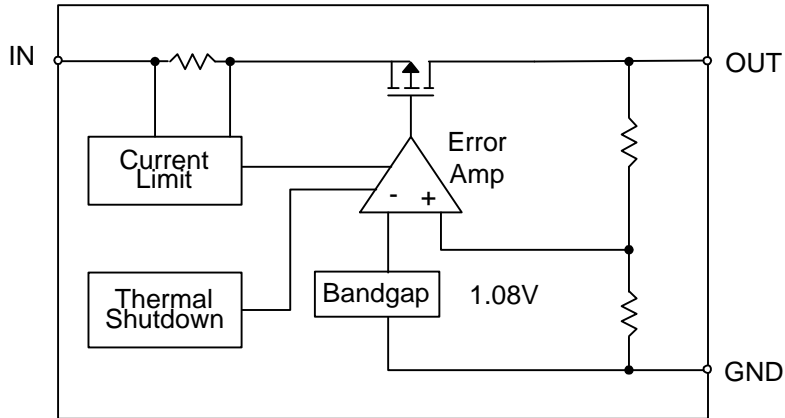 IN
OUT
Current
Limit
Error
Amp
- +
Thermal
Shutdown
Bandgap
1.08V
GND